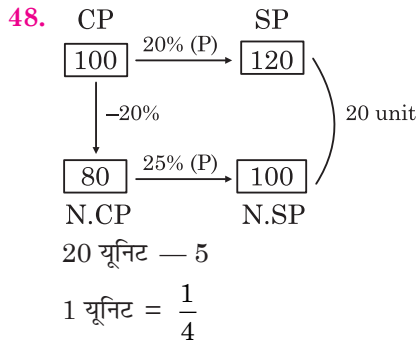 48. CP SP
20% (P)
100 120
–20% 20 unit
25% (P)
80 100
N.CP N.SP
20 यूनिट — 5
1 यूनिट = 1/4